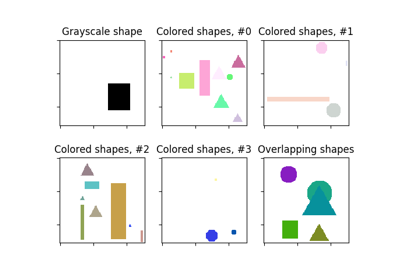 Grayscale shape
Colored shapes, #0
Colored shapes, #1
Colored shapes, #2
Colored shapes, #3
Overlapping shapes